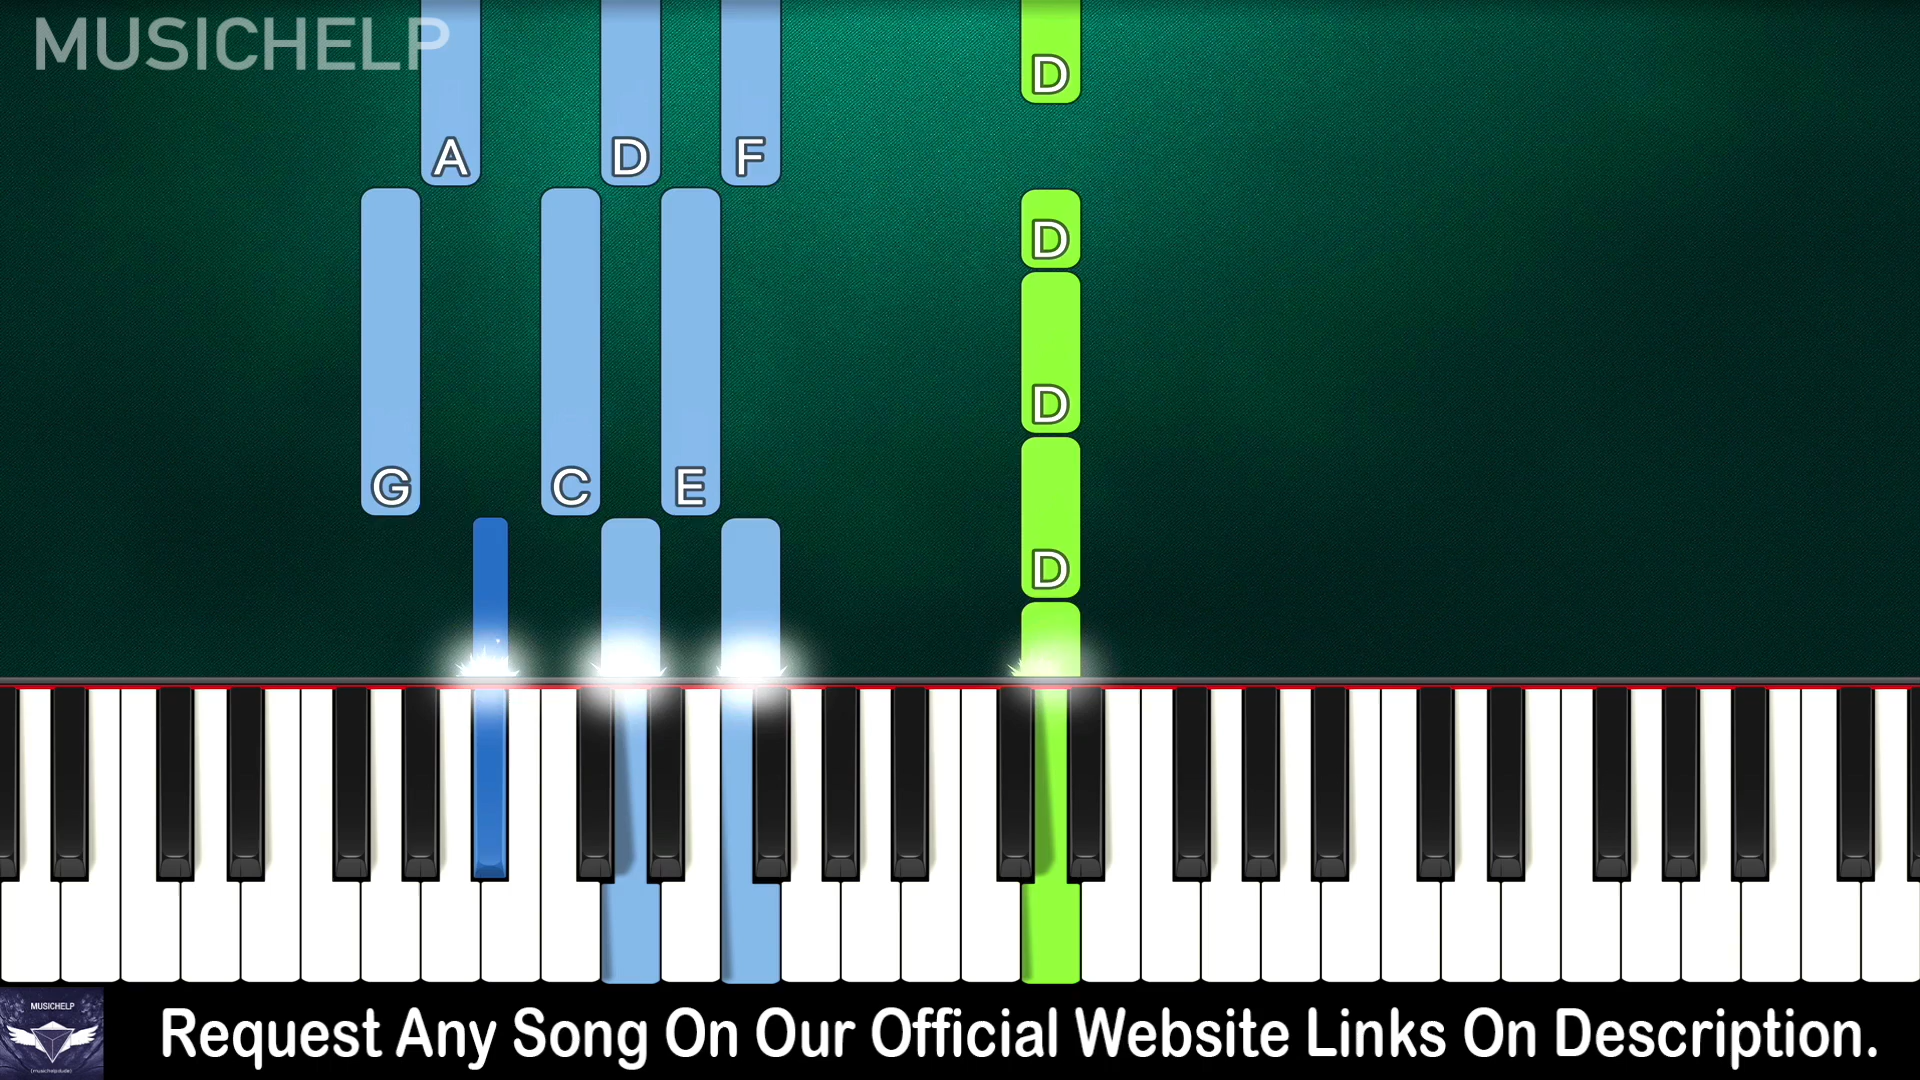 MUSICHELP
D
A D F
D
D
G C E
D
MUSICHELP
Request Any Song On Our Official Website Links On Description.